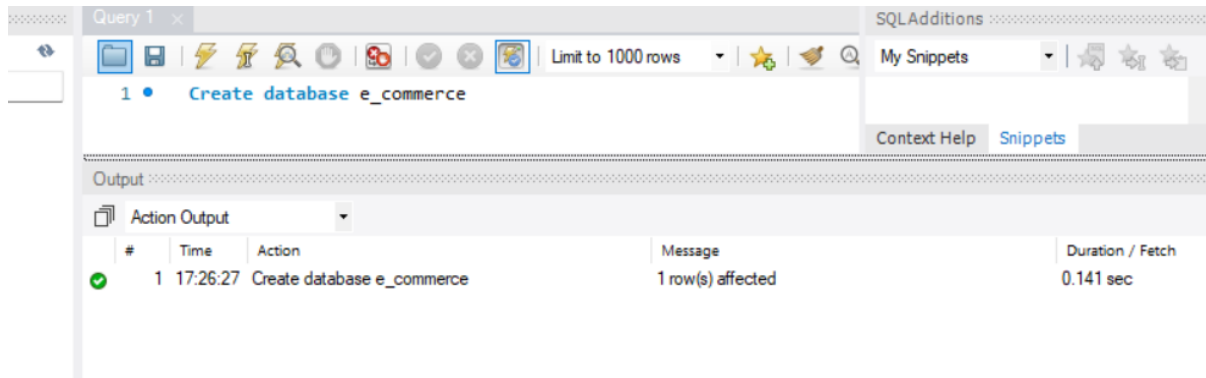 Query 1
SQLAdditions
Limit to 1000 rows
My Snippets
1 Create database e_commerce
Context Help Snippets
Output
Action Output
# Time Action Message Duration / Fetch
1 17:26:27 Create database e_commerce 1 row(s) affected 0.141 sec